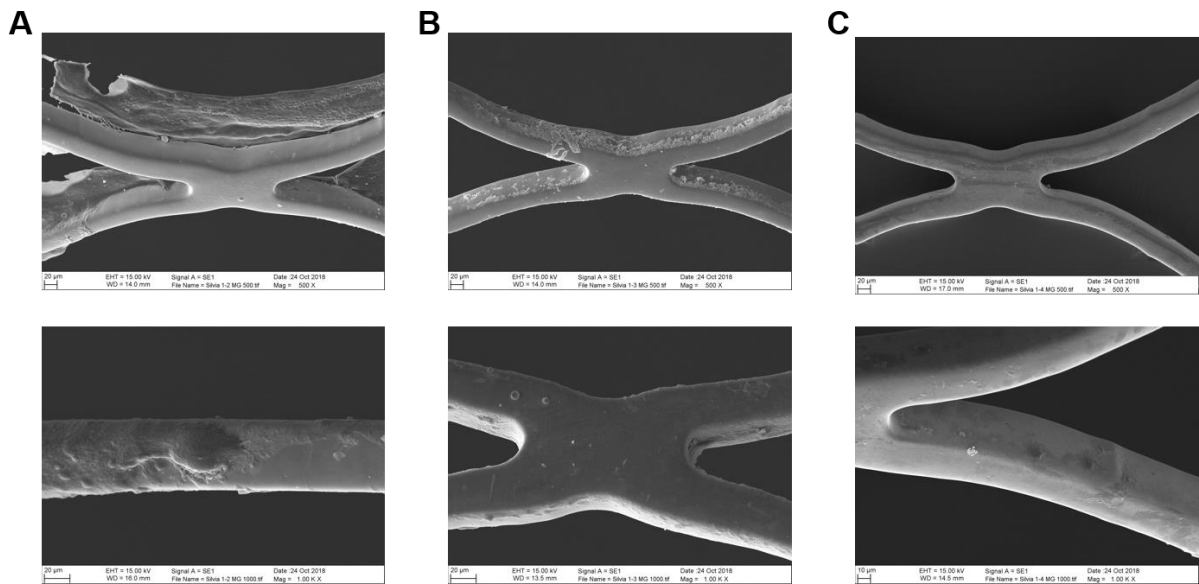 A
B
C
20 µm
EHT = 15.00 kV
WD = 14.0 mm
Signal A = SE1
File Name = Silvia 1-2 MG 500.tif
Date :24 Oct 2018
Mag = 500 X
20 µm
EHT = 15.00 kV
WD = 14.0 mm
Signal A = SE1
File Name = Silvia 1-3 MG 500.tif
Date :24 Oct 2018
Mag = 500 X
20 µm
EHT = 15.00 kV
WD = 17.0 mm
Signal A = SE1
File Name = Silvia 1-4 MG 500.tif
Date :24 Oct 2018
Mag = 500 X
20 µm
EHT = 15.00 kV
WD = 16.0 mm
Signal A = SE1
File Name = Silvia 1-2 MG 1000.tif
Date :24 Oct 2018
Mag = 1.00 K X
20 µm
EHT = 15.00 kV
WD = 13.5 mm
Signal A = SE1
File Name = Silvia 1-3 MG 1000.tif
Date :24 Oct 2018
Mag = 1.00 K X
10 µm
EHT = 15.00 kV
WD = 14.5 mm
Signal A = SE1
File Name = Silvia 1-4 MG 1000.tif
Date :24 Oct 2018
Mag = 1.00 K X